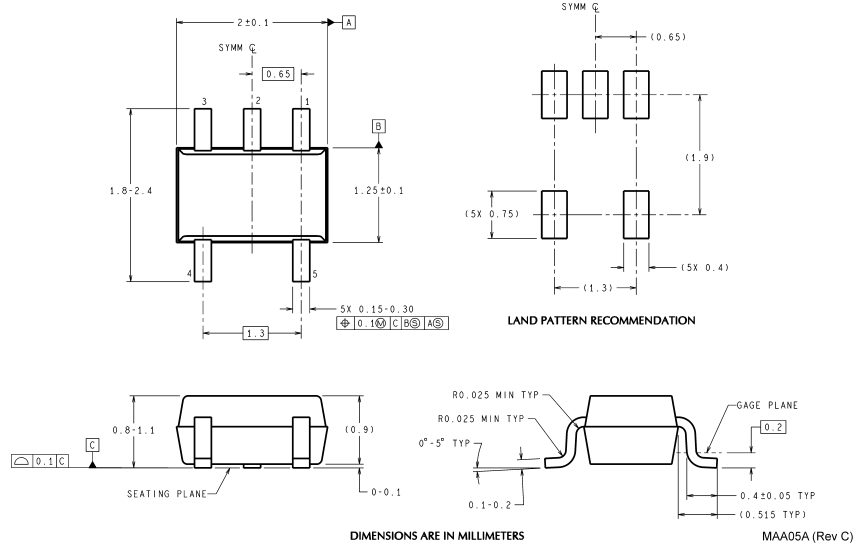 2±0.1
A
SYMM ℄
0.65
3 2 1
B
1.8-2.4
1.25±0.1
4 5
5X 0.15-0.30
⌖ 0.1Ⓜ C BⓈ AⓈ
1.3
SYMM ℄
(0.65)
(1.9)
(5X 0.75)
(5X 0.4)
(1.3)
LAND PATTERN RECOMMENDATION
0.8-1.1
(0.9)
C
⌓ 0.1 C
SEATING PLANE
0-0.1
R0.025 MIN TYP
R0.025 MIN TYP
GAGE PLANE
0.2
0°-5° TYP
0.1-0.2
0.4±0.05 TYP
(0.515 TYP)
DIMENSIONS ARE IN MILLIMETERS
MAA05A (Rev C)